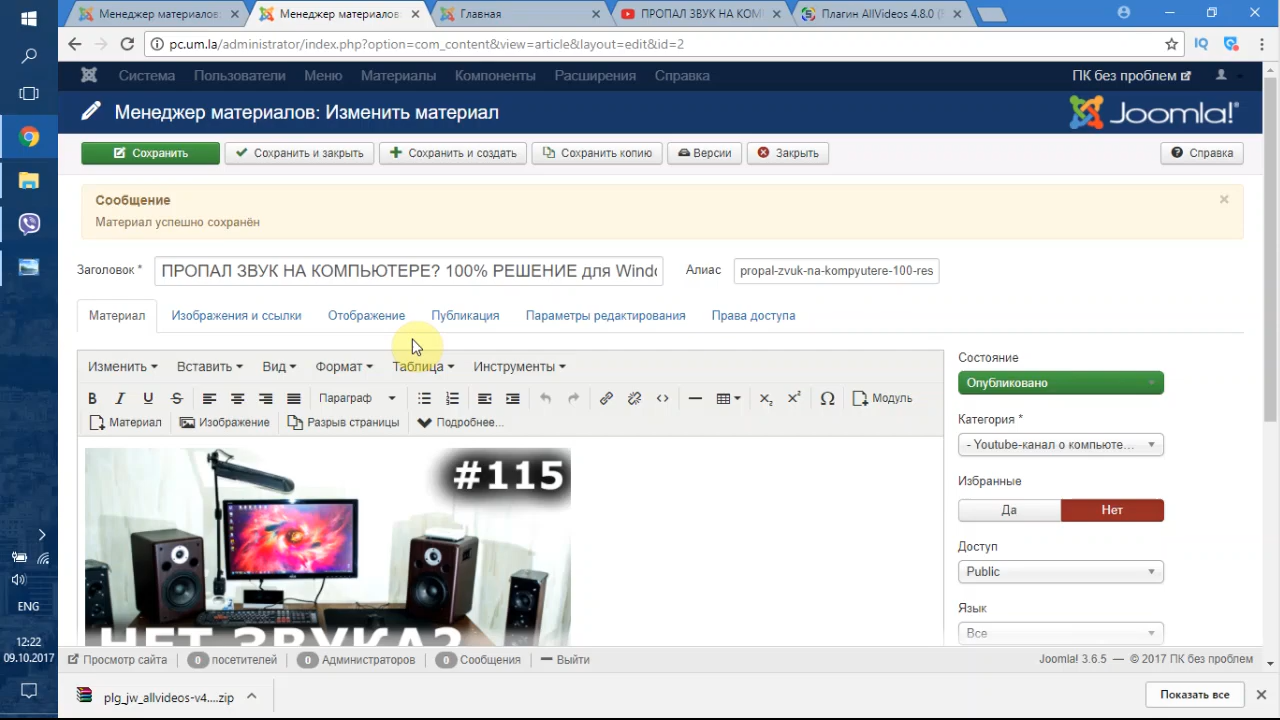 Менеджер материалов
Менеджер материалов
Главная
ПРОПАЛ ЗВУК НА КОМ
Плагин AllVideos 4.8.0 (
pc.um.la/administrator/index.php?option=com_content&view=article&layout=edit&id=2
IQ
Система Пользователи Меню Материалы Компоненты Расширения Справка
ПК без проблем
Менеджер материалов: Изменить материал
Joomla!®
Сохранить
Сохранить и закрыть
Сохранить и создать
Сохранить копию
Версии
Закрыть
Справка
Сообщение
Материал успешно сохранён
Заголовок *
ПРОПАЛ ЗВУК НА КОМПЬЮТЕРЕ? 100% РЕШЕНИЕ для Windo
Алиас
propal-zvuk-na-kompyutere-100-res
Материал Изображения и ссылки Отображение Публикация Параметры редактирования Права доступа
Изменить Вставить Вид Формат Таблица Инструменты
B I U S Параграф Модуль
Материал Изображение Разрыв страницы Подробнее...
#115
НЕТ ЗВУКА?
Состояние
Опубликовано
Категория *
- Youtube-канал о компьюте...
Избранные
Да Нет
Доступ
Public
Язык
Все
Просмотр сайта 0 посетителей 0 Администраторов 0 Сообщения Выйти
Joomla! 3.6.5 — © 2017 ПК без проблем
plg_jw_allvideos-v4....zip
Показать все
ENG
12:22
09.10.2017